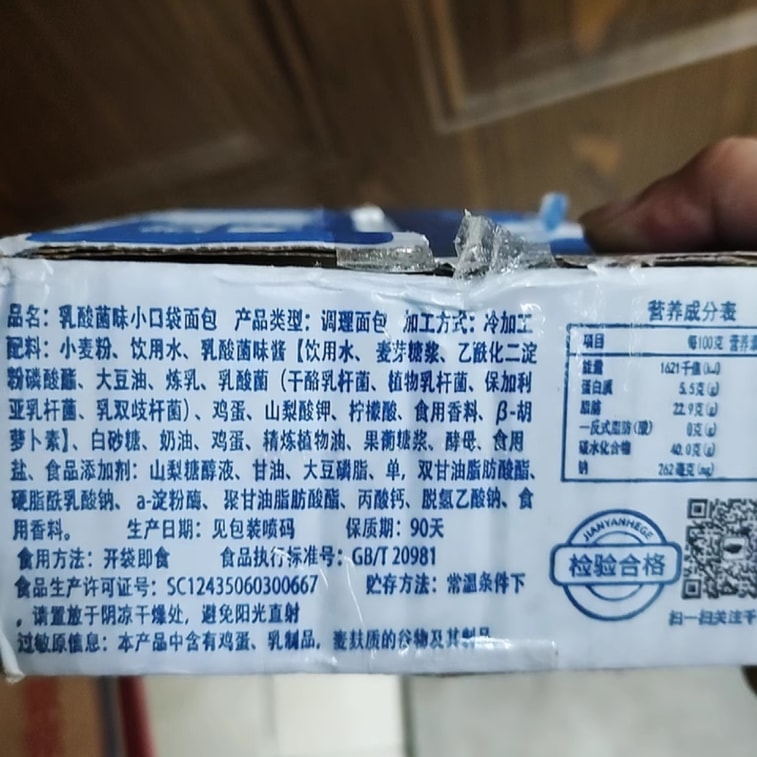 品名：乳酸菌味小口袋面包 产品类型：调理面包 加工方式：冷加工
配料：小麦粉、饮用水、乳酸菌味酱【饮用水、麦芽糖浆、乙酰化二淀
粉磷酸酯、大豆油、炼乳、乳酸菌（干酪乳杆菌、植物乳杆菌、保加利
亚乳杆菌、乳双歧杆菌）、鸡蛋、山梨酸钾、柠檬酸、食用香料、β-胡
萝卜素】、白砂糖、奶油、鸡蛋、精炼植物油、果葡糖浆、酵母、食用
盐、食品添加剂：山梨糖醇液、甘油、大豆磷脂、单，双甘油脂肪酸酯、
硬脂酰乳酸钠、a-淀粉酶、聚甘油脂肪酸酯、丙酸钙、脱氢乙酸钠、食
用香料。 生产日期：见包装喷码 保质期：90天
食用方法：开袋即食 食品执行标准号：GB/T 20981
食品生产许可证号：SC12435060300667 贮存方法：常温条件下
，请置放于阴凉干燥处，避免阳光直射
过敏原信息：本产品中含有鸡蛋、乳制品，麦麸质的谷物及其制品
营养成分表
项目 每100克 营养素
能量 1621千焦(kJ)
蛋白质 5.5克(g)
脂肪 22.9克(g)
一反式脂肪(酸) 0克(g)
碳水化合物 40.0克(g)
钠 262毫克(mg)
JIANYANHEGE
检验合格
扫一扫关注千